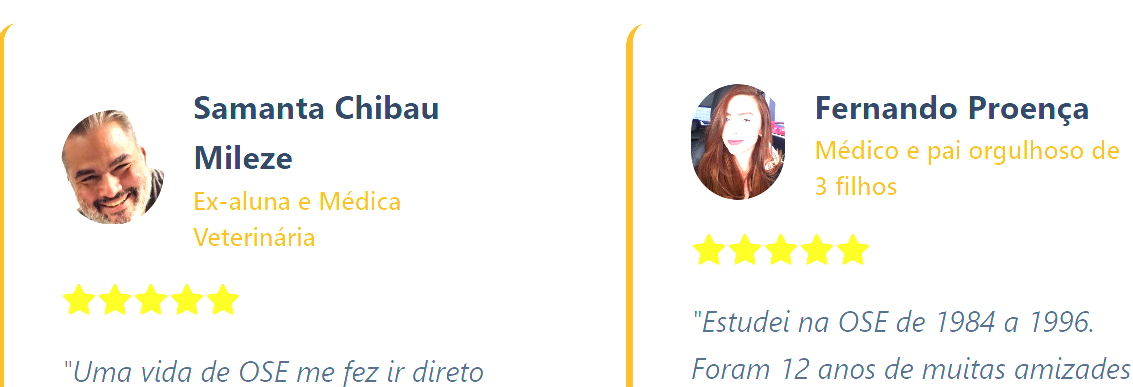 Samanta Chibau
Mileze
Ex-aluna e Médica
Veterinária
"Uma vida de OSE me fez ir direto
Fernando Proença
Médico e pai orgulhoso de
3 filhos
"Estudei na OSE de 1984 a 1996.
Foram 12 anos de muitas amizades